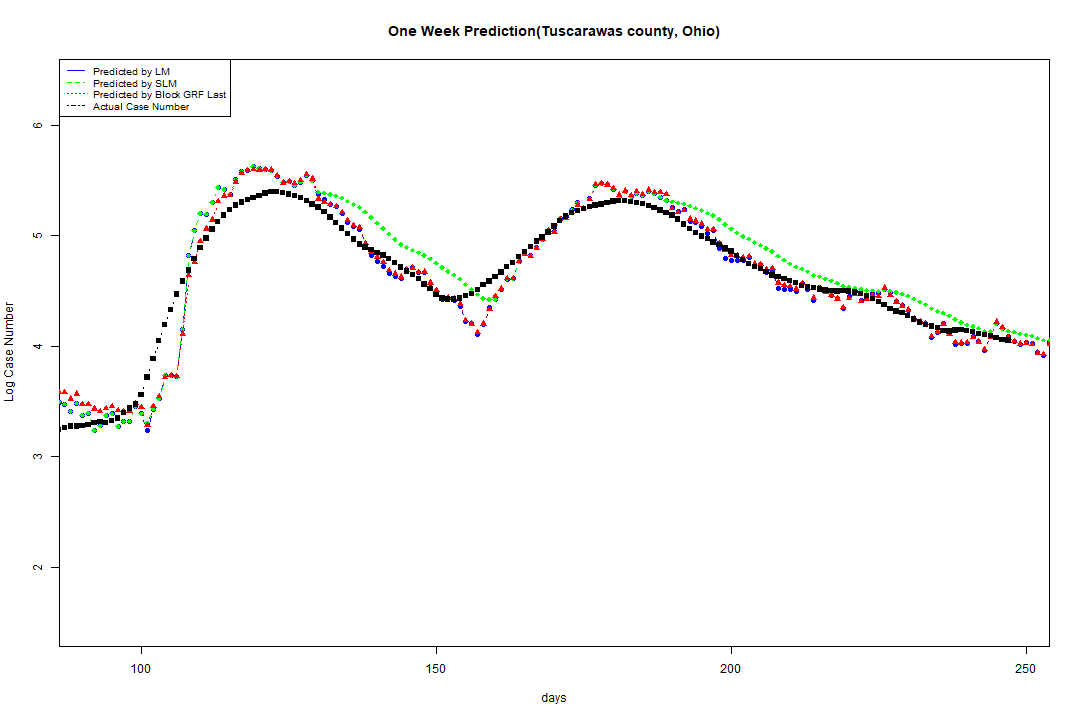 One Week Prediction(Tuscarawas county, Ohio)
Predicted by LM
Predicted by SLM
Predicted by Block GRF Last
Actual Case Number
6
5
4
3
2
Log Case Number
100 150 200 250
days